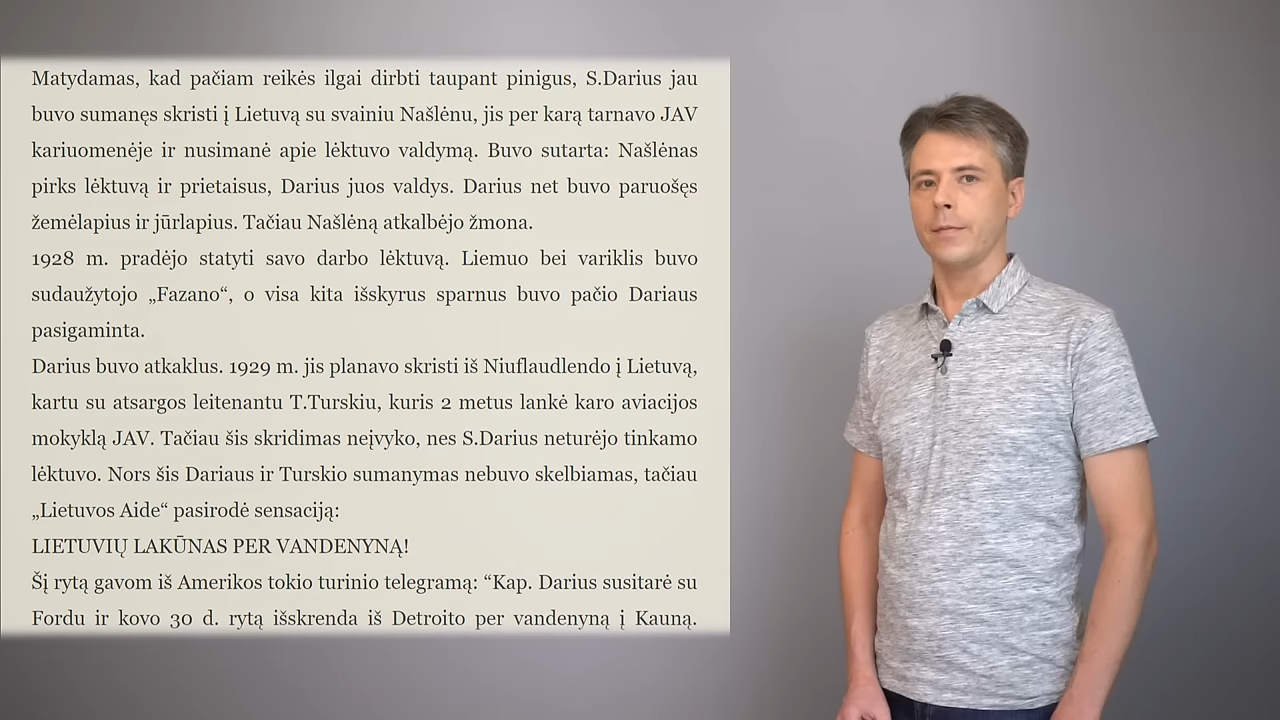 Matydamas, kad pačiam reikės ilgai dirbti taupant pinigus, S.Darius jau
buvo sumanęs skristi į Lietuvą su svainiu Našlėnu, jis per karą tarnavo JAV
kariuomenėje ir nusimanė apie lėktuvo valdymą. Buvo sutarta: Našlėnas
pirks lėktuvą ir prietaisus, Darius juos valdys. Darius net buvo paruošęs
žemėlapius ir jūrlapius. Tačiau Našlėną atkalbėjo žmona.
1928 m. pradėjo statyti savo darbo lėktuvą. Liemuo bei variklis buvo
sudaužytojo „Fazano“, o visa kita išskyrus sparnus buvo pačio Dariaus
pasigaminta.
Darius buvo atkaklus. 1929 m. jis planavo skristi iš Niuflaudlendo į Lietuvą,
kartu su atsargos leitenantu T.Turskiu, kuris 2 metus lankė karo aviacijos
mokyklą JAV. Tačiau šis skridimas neįvyko, nes S.Darius neturėjo tinkamo
lėktuvo. Nors šis Dariaus ir Turskio sumanymas nebuvo skelbiamas, tačiau
„Lietuvos Aide“ pasirodė sensaciją:
LIETUVIŲ LAKŪNAS PER VANDENYNĄ!
Šį rytą gavom iš Amerikos tokio turinio telegramą: “Kap. Darius susitarė su
Fordu ir kovo 30 d. rytą išskrenda iš Detroito per vandenyną į Kauną.